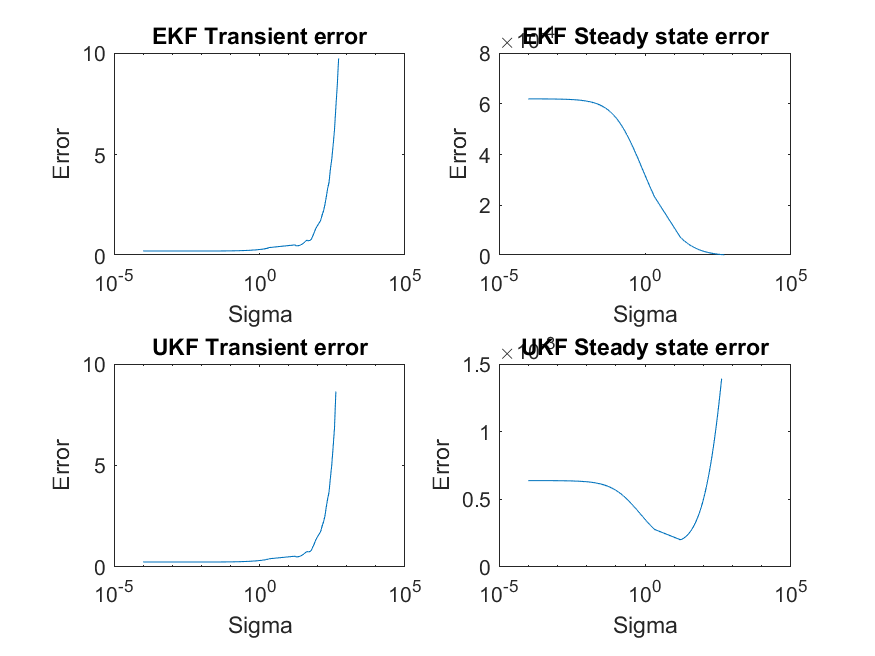 EKF Transient error
10
5
0
Error
10^-5
10^0
10^5
Sigma
EKF Steady state error
8
6
4
2
0
Error
10^-5
10^0
10^5
Sigma
UKF Transient error
10
5
0
Error
10^-5
10^0
10^5
Sigma
UKF Steady state error
1.5
1
0.5
0
Error
10^-5
10^0
10^5
Sigma